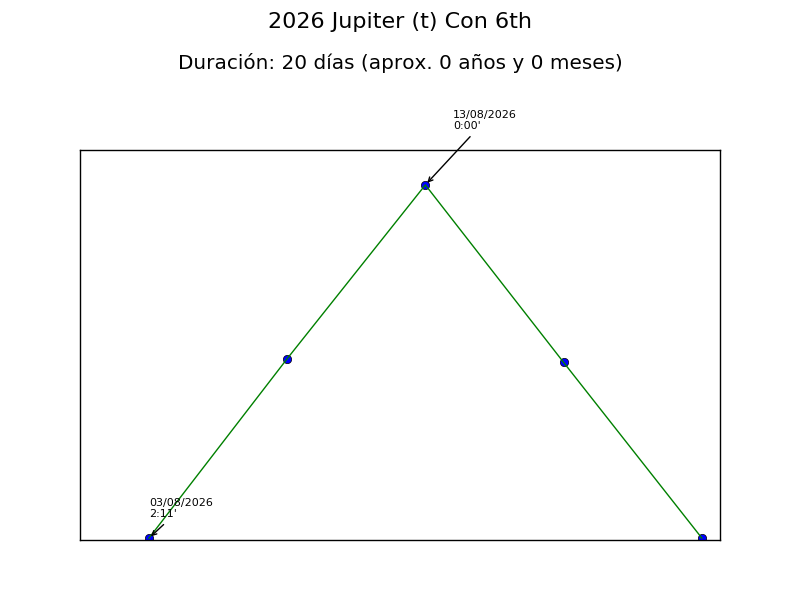 2026 Jupiter (t) Con 6th
Duración: 20 días (aprox. 0 años y 0 meses)
13/08/2026
0:00'
03/08/2026
2:11'